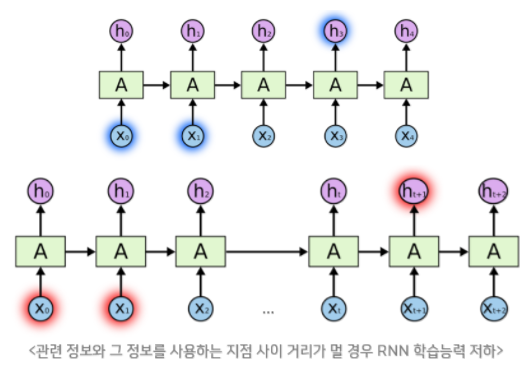 h₀ h₁ h₂ h₃ h₄
A A A A A
x₀ x₁ x₂ x₃ x₄
h₀ h₁ h₂ hₜ hₜ₊₁ hₜ₊₂
A A A A A A
x₀ x₁ x₂ ... xₜ xₜ₊₁ xₜ₊₂
<관련 정보와 그 정보를 사용하는 지점 사이 거리가 멀 경우 RNN 학습능력 저하>